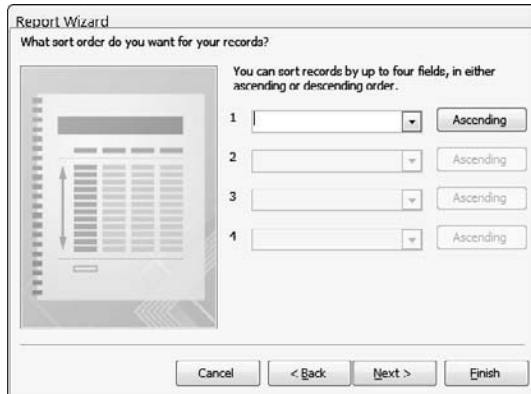 Report Wizard
What sort order do you want for your records?
You can sort records by up to four fields, in either
ascending or descending order.
1 Ascending
2 Ascending
3 Ascending
4 Ascending
Cancel < Back Next > Finish